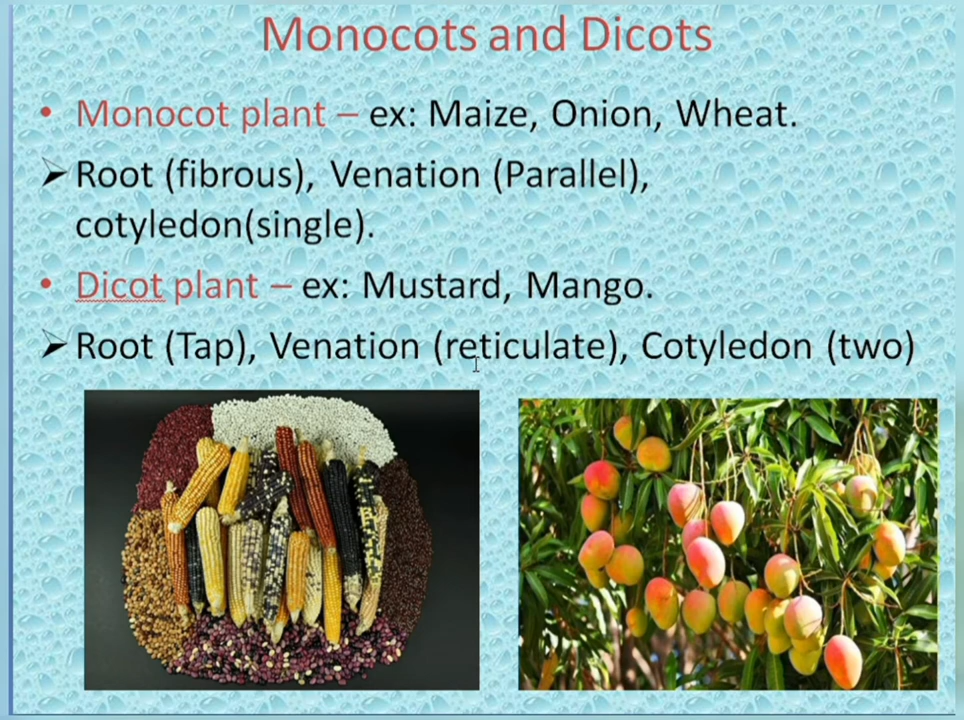 Monocots and Dicots
• Monocot plant – ex: Maize, Onion, Wheat.
➢ Root (fibrous), Venation (Parallel),
cotyledon(single).
• Dicot plant – ex: Mustard, Mango.
➢ Root (Tap), Venation (reticulate), Cotyledon (two)